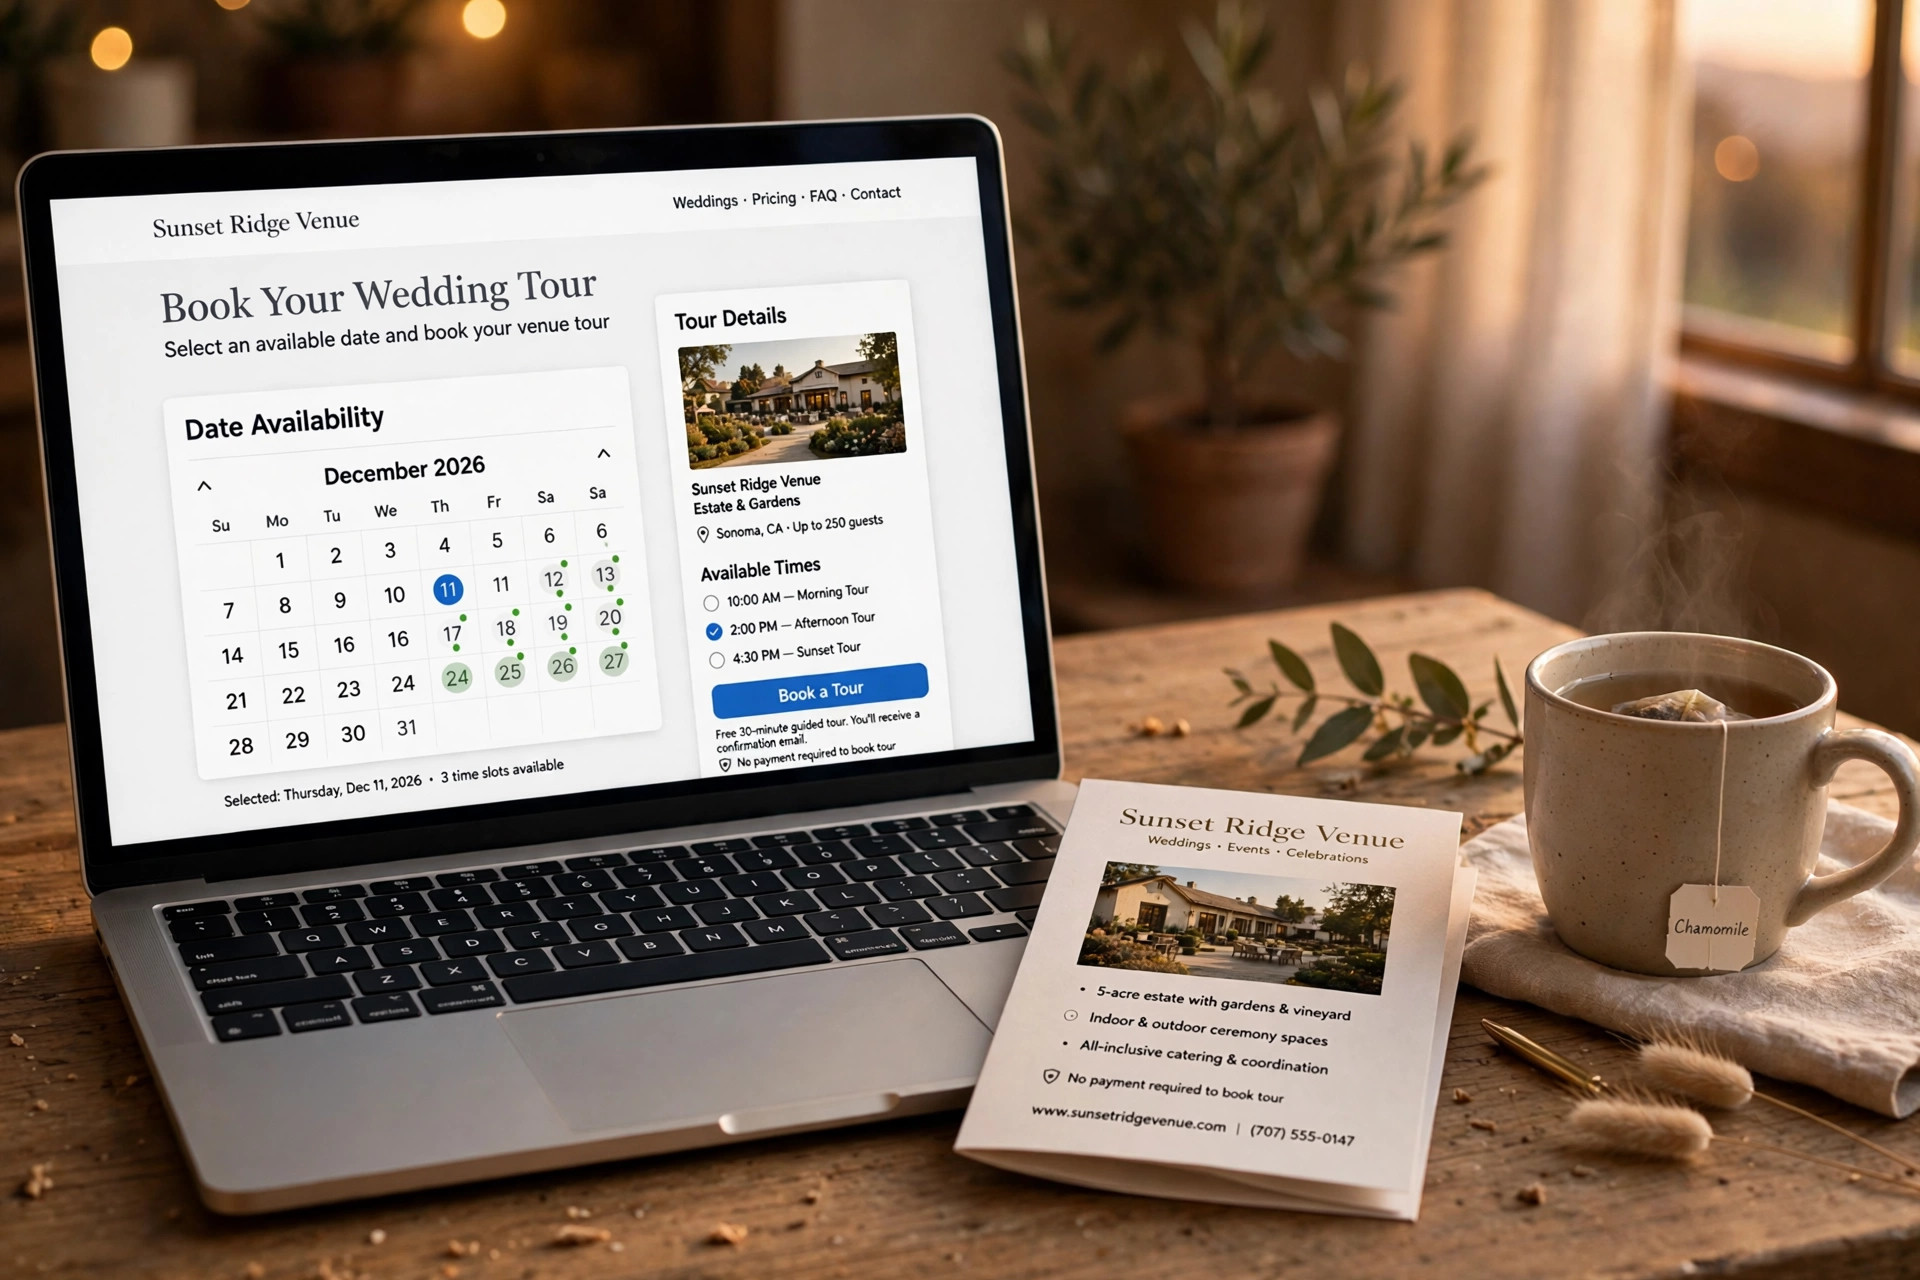 Sunset Ridge Venue
Weddings · Pricing · FAQ · Contact
Book Your Wedding Tour
Select an available date and book your venue tour
Date Availability
December 2026
Su Mo Tu We Th Fr Sa Sa
1 2 3 4 5 6 6
7 8 9 10 11 11 12 13
14 15 16 16 17 18 19 20
21 22 23 24 24 25 26 27
28 29 30 31
Selected: Thursday, Dec 11, 2026 • 3 time slots available
Tour Details
Sunset Ridge Venue
Estate & Gardens
Sonoma, CA · Up to 250 guests
Available Times
10:00 AM — Morning Tour
2:00 PM — Afternoon Tour
4:30 PM — Sunset Tour
Book a Tour
Free 30-minute guided tour. You'll receive a
confirmation email.
No payment required to book tour
Q W E R T Y U I O P
A S D F G H J K L
Z X C V B N M
Sunset Ridge Venue
Weddings · Events · Celebrations
• 5-acre estate with gardens & vineyard
Indoor & outdoor ceremony spaces
• All-inclusive catering & coordination
No payment required to book tour
www.sunsetridgevenue.com | (707) 555-0147
Chamomile